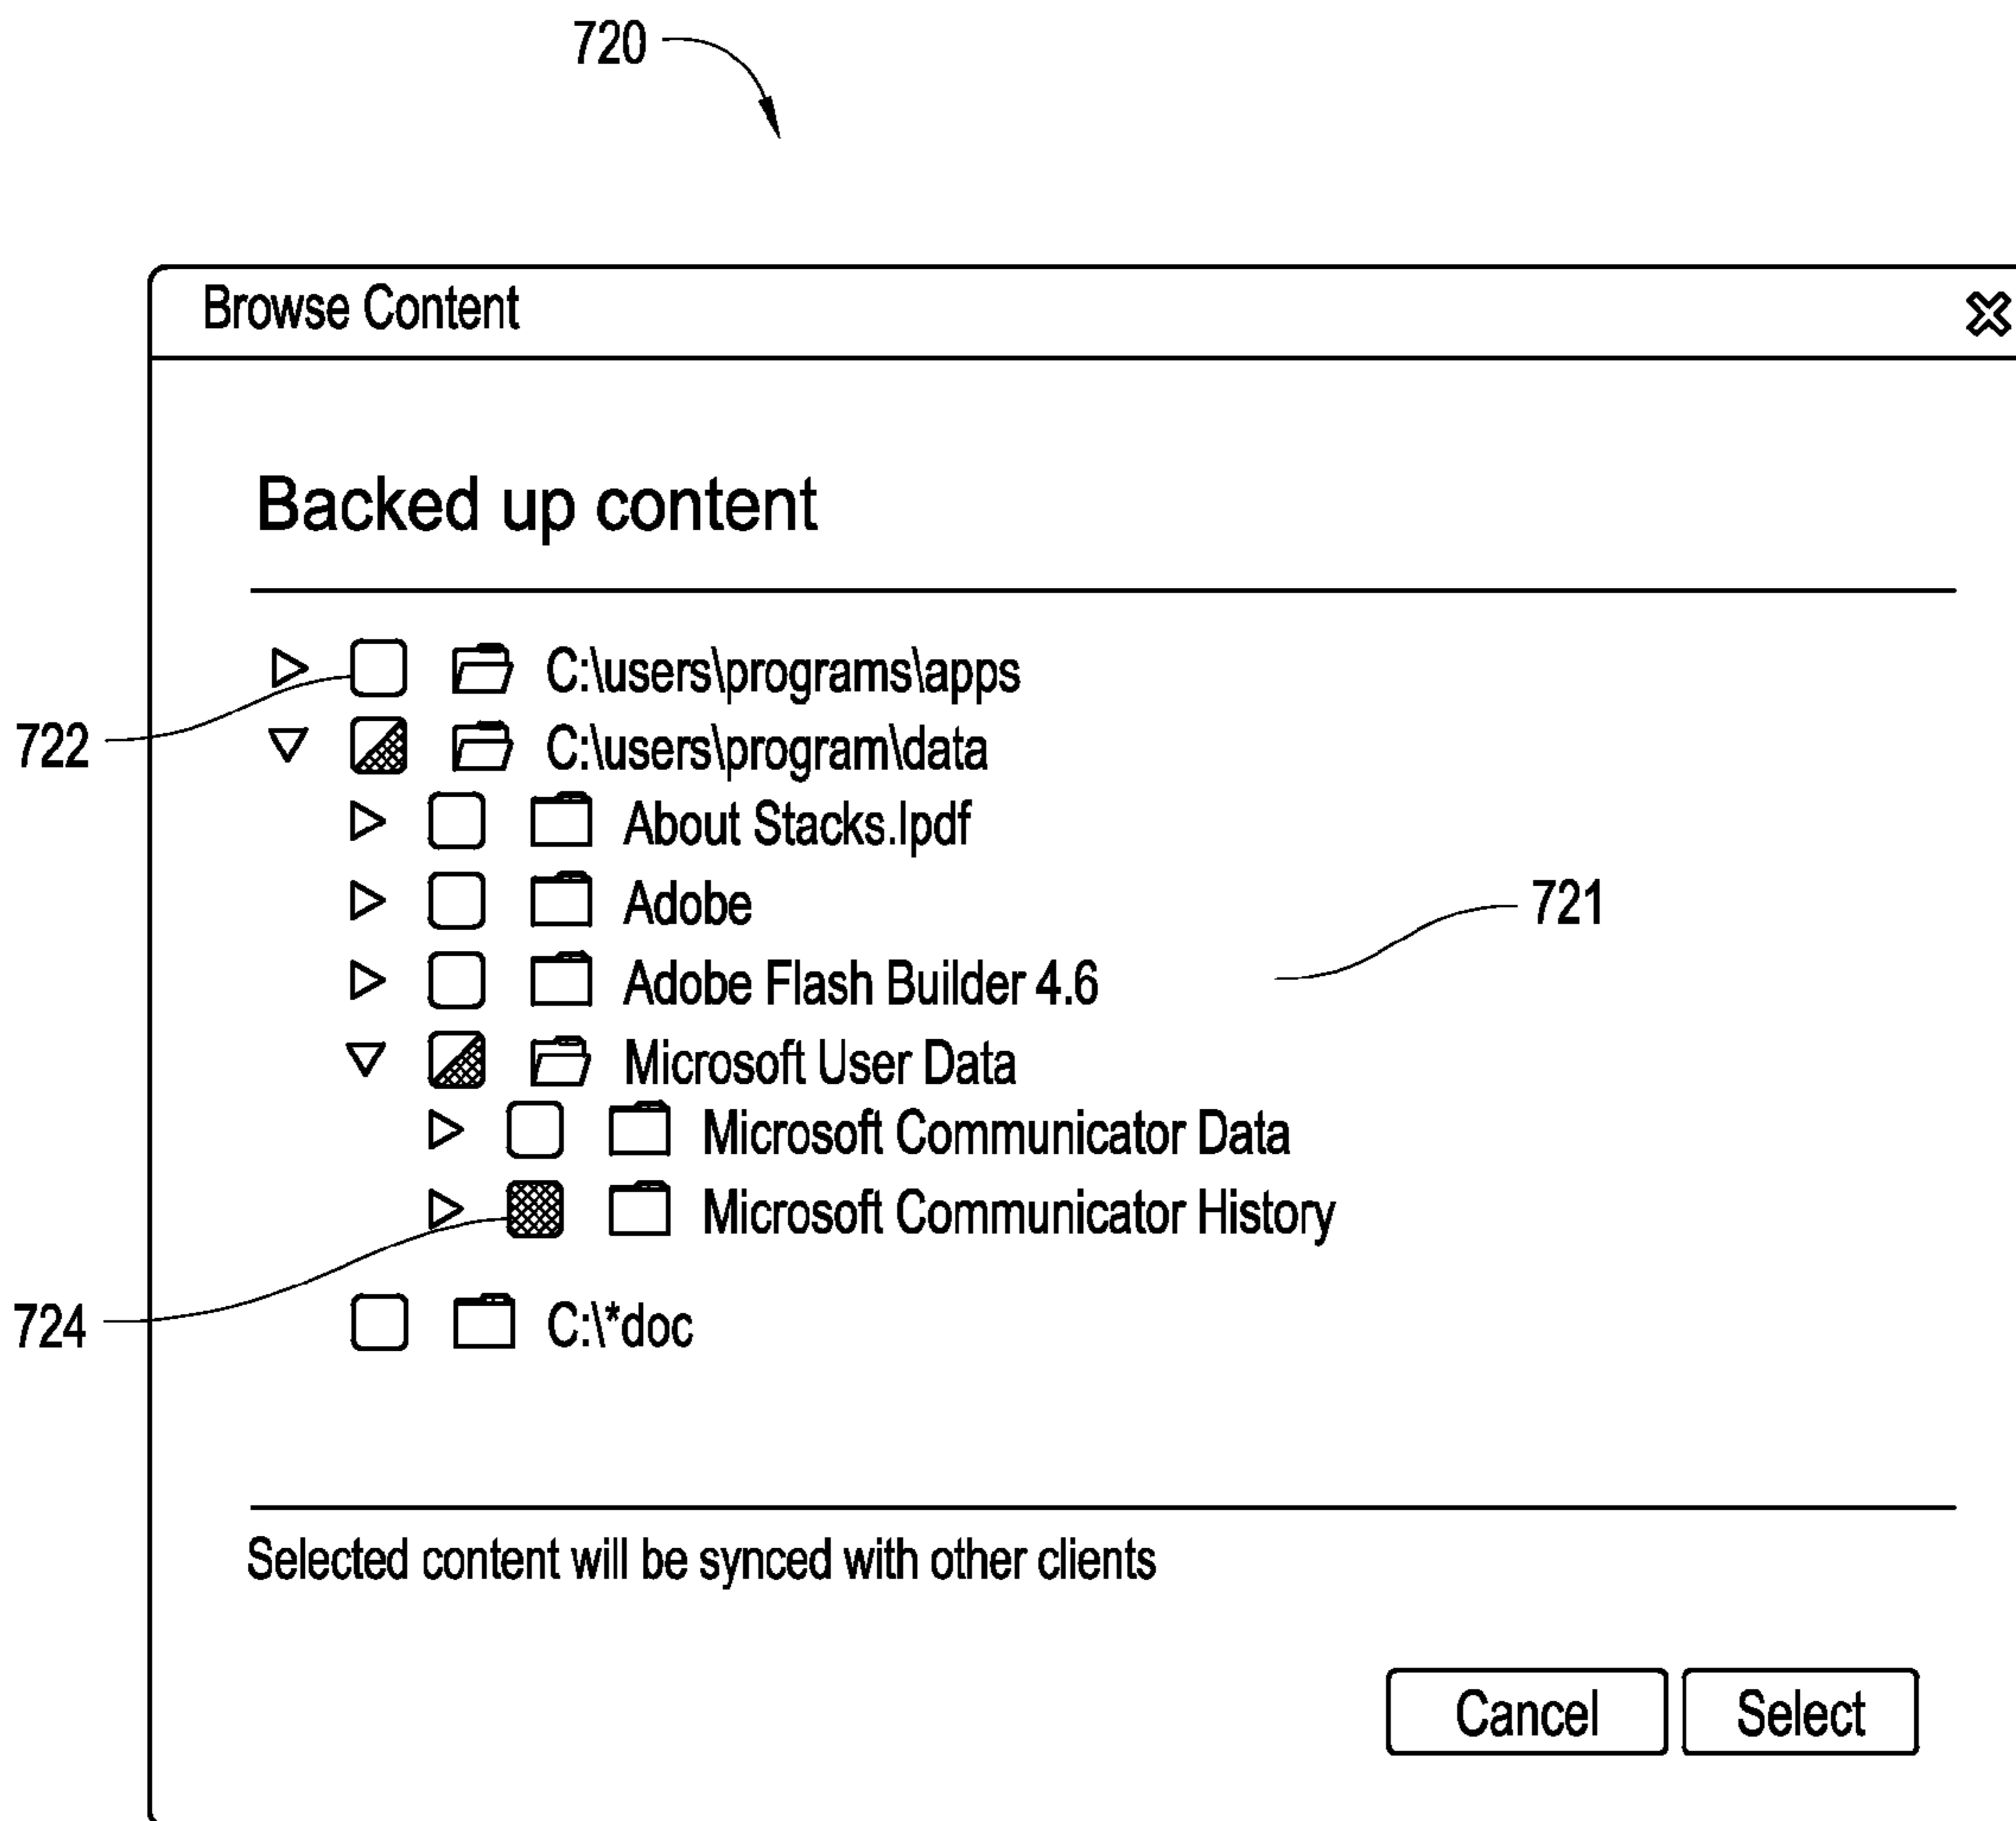 720
Browse Content
Backed up content
C:\users\programs\apps
722
C:\users\program\data
About Stacks.lpdf
Adobe
721
Adobe Flash Builder 4.6
Microsoft User Data
Microsoft Communicator Data
Microsoft Communicator History
724
C:\*doc
Selected content will be synced with other clients
Cancel
Select